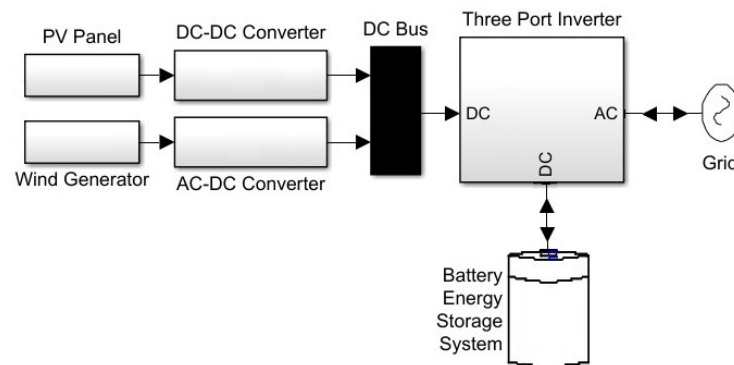 PV Panel
DC-DC Converter
DC Bus
Three Port Inverter
Wind Generator
AC-DC Converter
DC
AC
DC
Grid
Battery
Energy
Storage
System